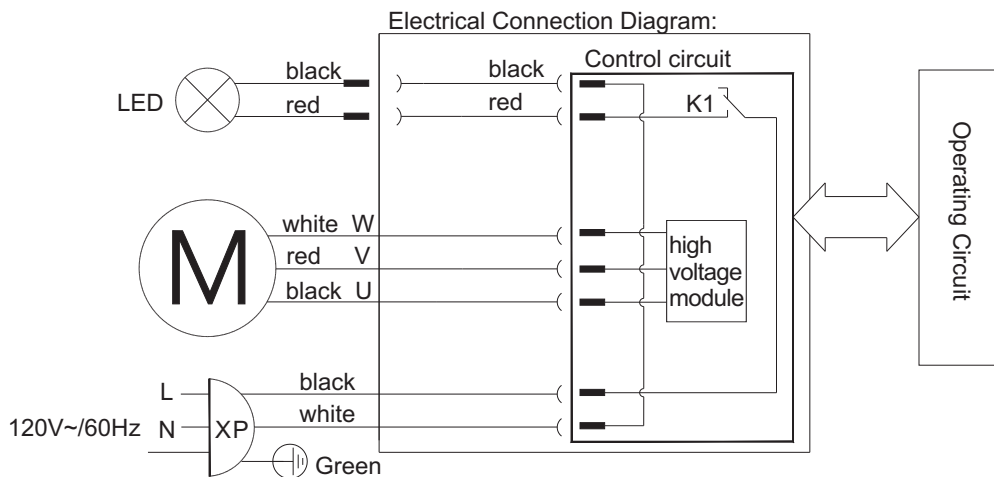 Electrical Connection Diagram:
Control circuit
LED
black
red
black
red
K1
M
white W
red V
black U
high
voltage
module
Operating Circuit
L
black
120V~/60Hz N
XP
white
Green